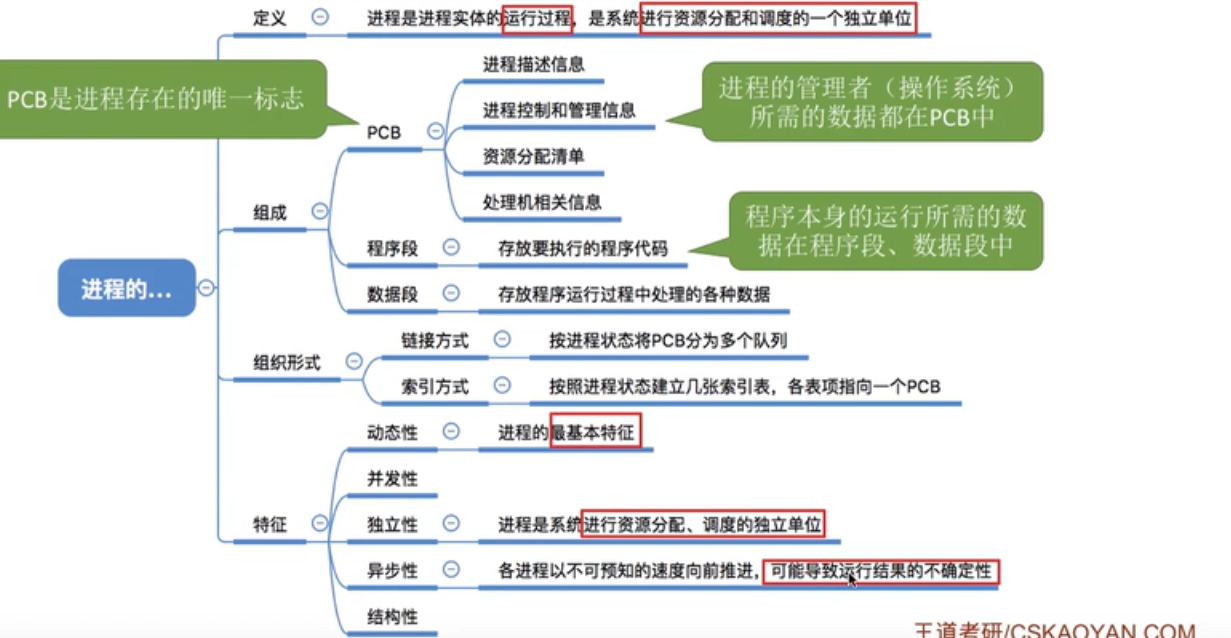 定义
进程是进程实体的运行过程，是系统进行资源分配和调度的一个独立单位
PCB是进程存在的唯一标志
进程描述信息
进程的管理者（操作系统）
所需的数据都在PCB中
进程控制和管理信息
PCB
资源分配清单
处理机相关信息
组成
程序本身的运行所需的数
据在程序段、数据段中
程序段
存放要执行的程序代码
进程的...
数据段
存放程序运行过程中处理的各种数据
组织形式
链接方式
按进程状态将PCB分为多个队列
索引方式
按照进程状态建立几张索引表，各表项指向一个PCB
动态性
进程的最基本特征
并发性
特征
独立性
进程是系统进行资源分配、调度的独立单位
异步性
各进程以不可预知的速度向前推进，可能导致运行结果的不确定性
结构性
王道考研/CSKAOYAN.COM